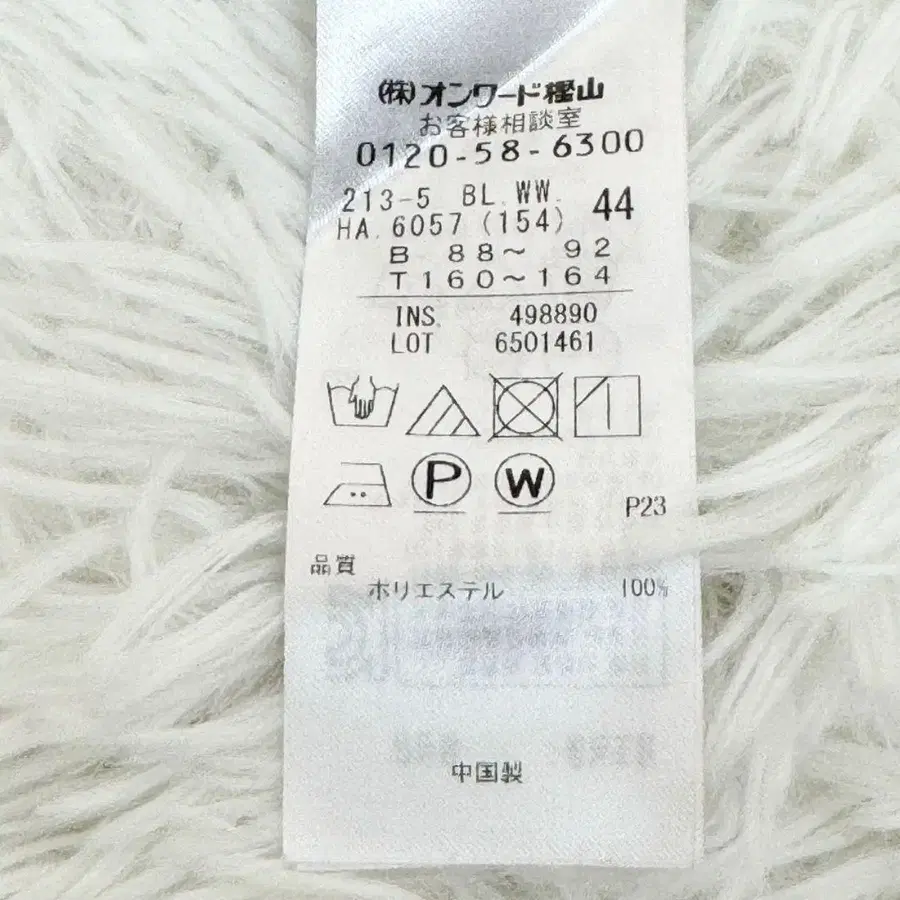 (株)オンワード樫山
お客様相談室
0120-58-6300
213-5 BL.WW. 44
HA.6057(154)
B 88～ 92
T160～164
INS. 498890
LOT 6501461
P W
P23
品質
ポリエステル 100%
中国製